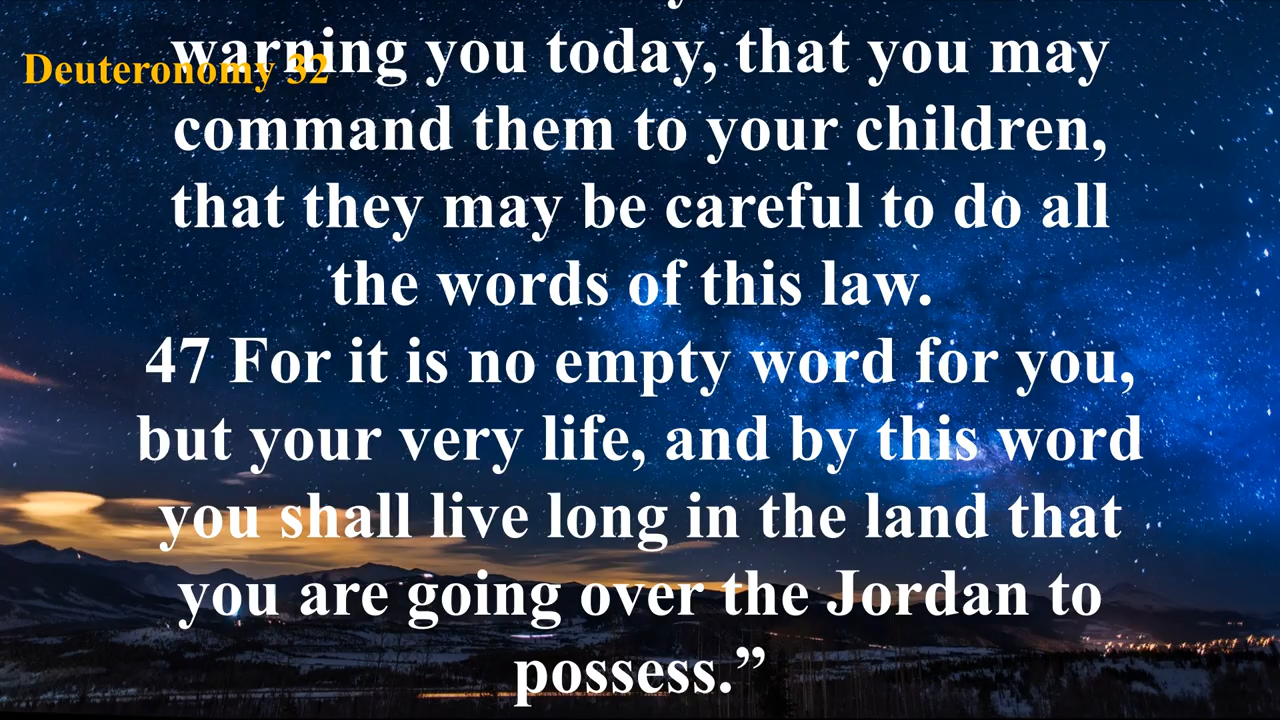 Deuteronomy 32
warning you today, that you may
command them to your children,
that they may be careful to do all
the words of this law.
47 For it is no empty word for you,
but your very life, and by this word
you shall live long in the land that
you are going over the Jordan to
possess.”